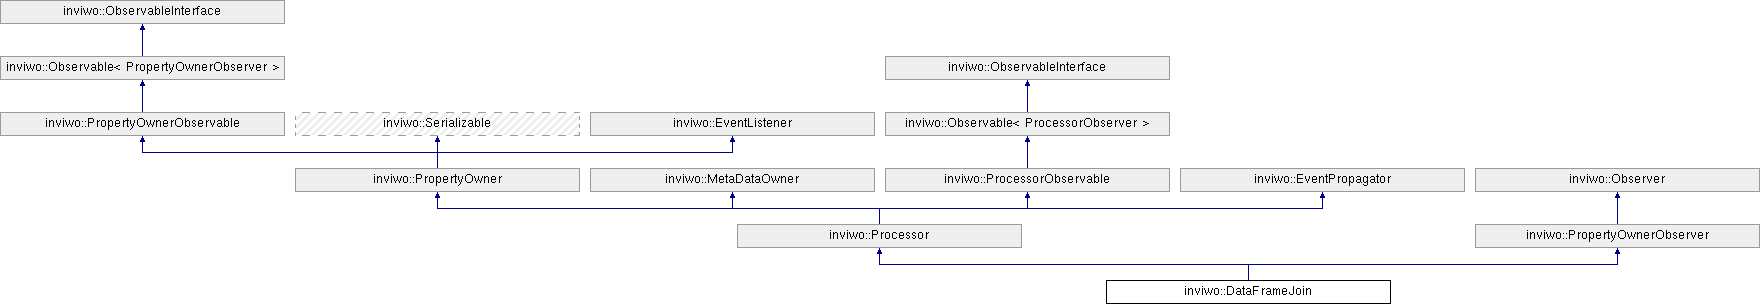 inviwo::ObservableInterface
inviwo::Observable< PropertyOwnerObserver >
inviwo::ObservableInterface
inviwo::PropertyOwnerObservable
inviwo::Serializable
inviwo::EventListener
inviwo::Observable< ProcessorObserver >
inviwo::PropertyOwner
inviwo::MetaDataOwner
inviwo::ProcessorObservable
inviwo::EventPropagator
inviwo::Observer
inviwo::Processor
inviwo::PropertyOwnerObserver
inviwo::DataFrameJoin